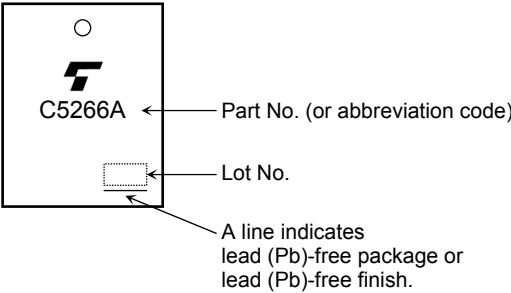 C5266A
Part No. (or abbreviation code)
Lot No.
A line indicates
lead (Pb)-free package or
lead (Pb)-free finish.